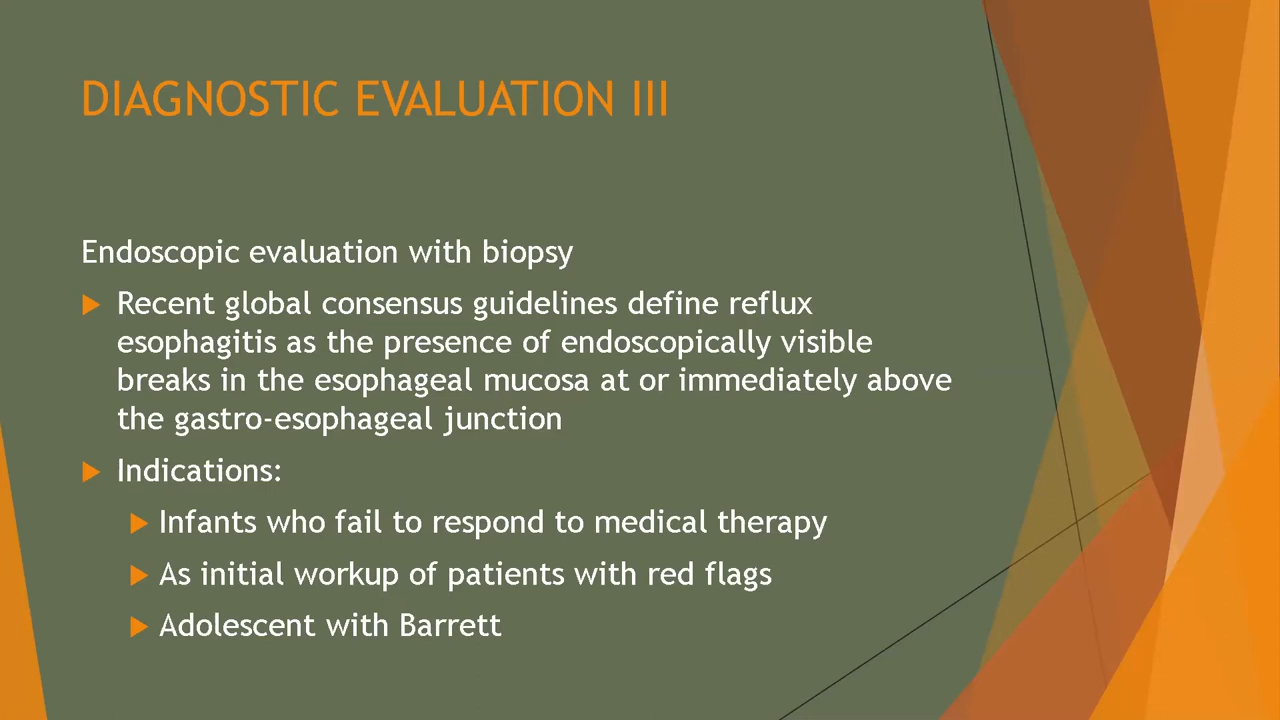 DIAGNOSTIC EVALUATION III
Endoscopic evaluation with biopsy
Recent global consensus guidelines define reflux
esophagitis as the presence of endoscopically visible
breaks in the esophageal mucosa at or immediately above
the gastro-esophageal junction
Indications:
Infants who fail to respond to medical therapy
As initial workup of patients with red flags
Adolescent with Barrett